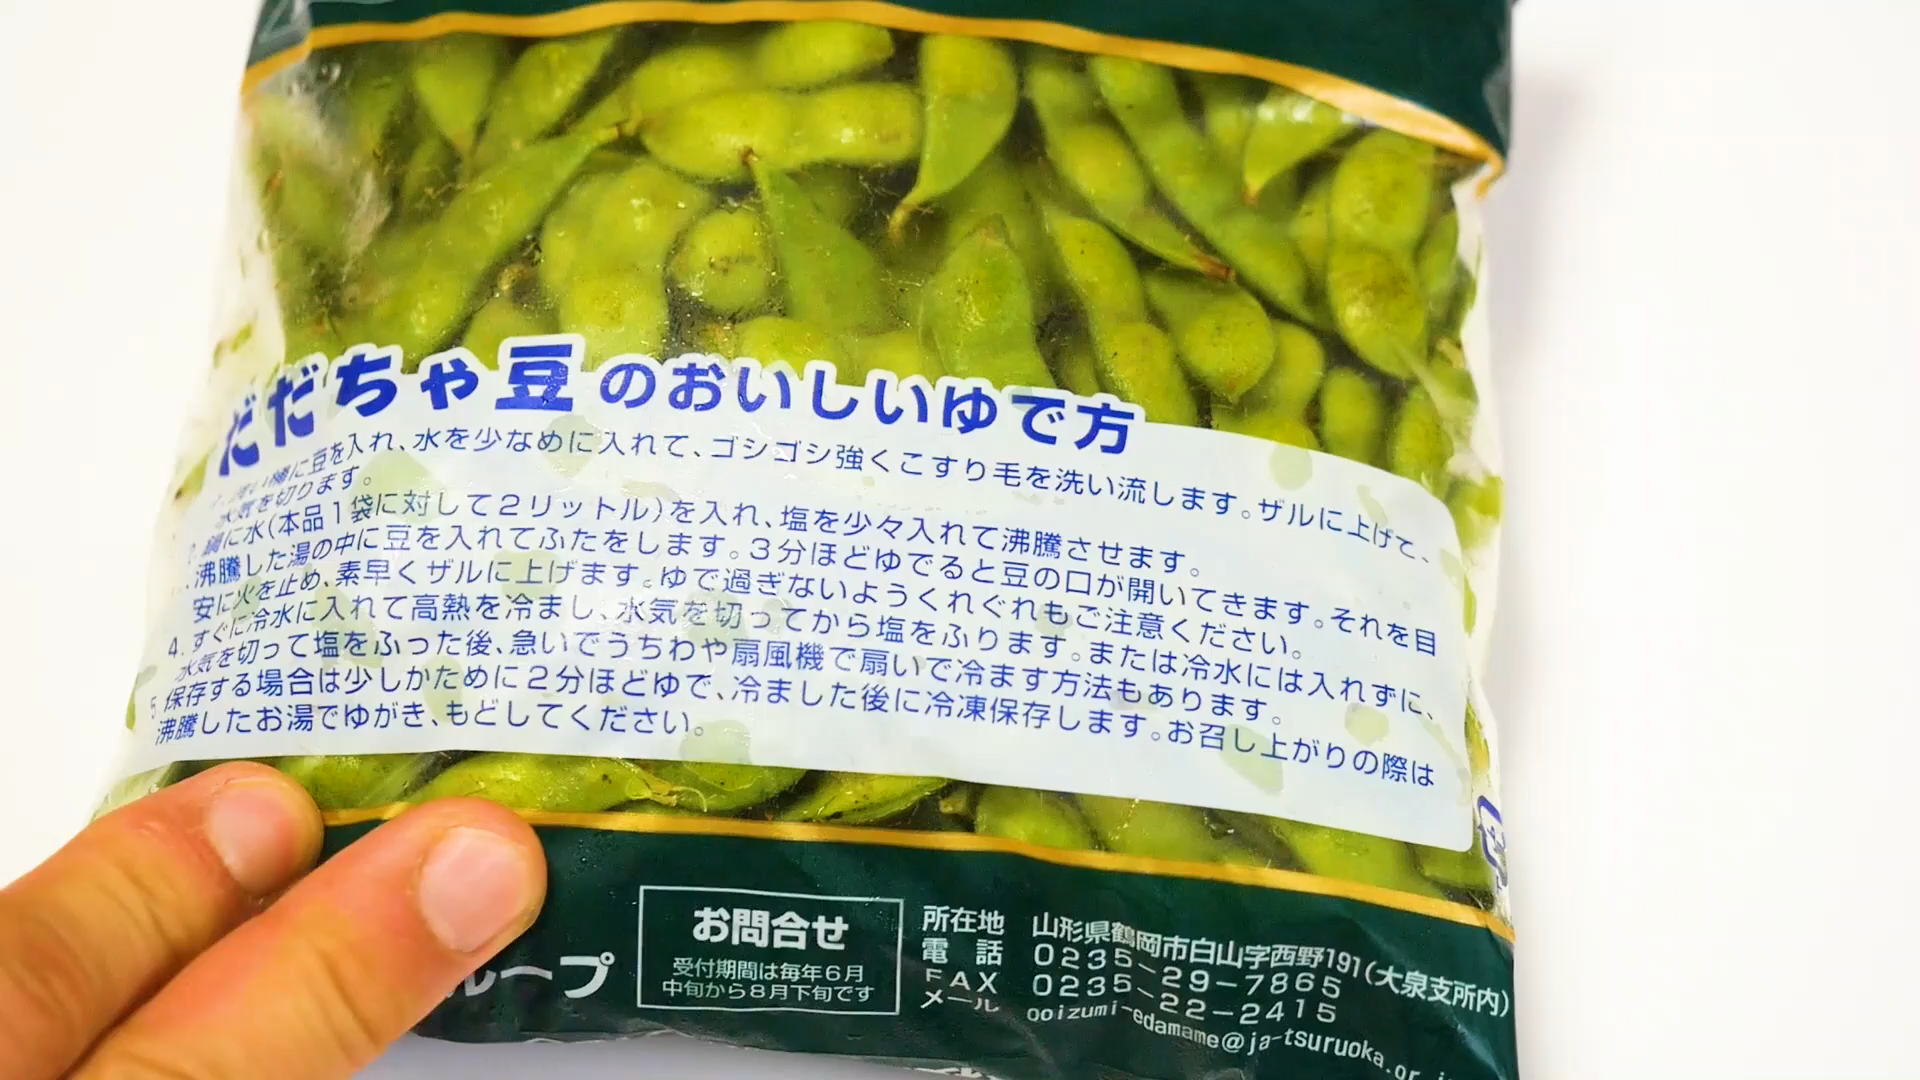 だだちゃ豆のおいしいゆで方
桶に豆を入れ、水を少なめに入れて、ゴシゴシ強くこすり毛を洗い流します。ザルに上げて、
水気を切ります。
鍋に水(本品1袋に対して2リットル)を入れ、塩を少々入れて沸騰させます。
沸騰した湯の中に豆を入れてふたをします。3分ほどゆでると豆の口が開いてきます。それを目
安に火を止め、素早くザルに上げます。ゆで過ぎないようくれぐれもご注意ください。
4. すぐに冷水に入れて高熱を冷まし、水気を切ってから塩をふります。または冷水には入れずに、
水気を切って塩をふった後、急いでうちわや扇風機で扇いで冷ます方法もあります。
5. 保存する場合は少しかために2分ほどゆで、冷ました後に冷凍保存します。お召し上がりの際は
沸騰したお湯でゆがき、もどしてください。
ループ
お問合せ
受付期間は毎年6月
中旬から8月下旬です
所在地 山形県鶴岡市白山字西野191(大泉支所内)
電話 0235-29-7865
FAX 0235-22-2415
メール ooizumi-edamame@ja-tsuruoka.or.j